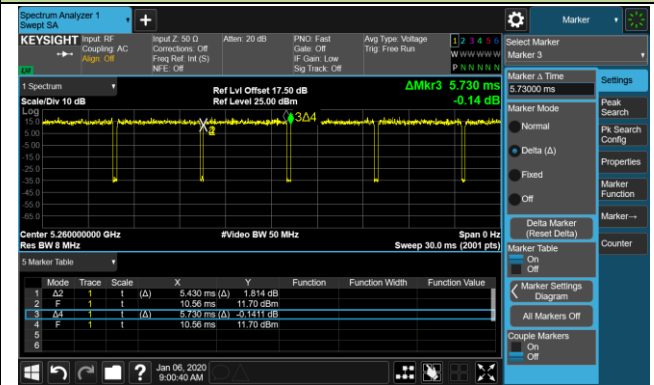 Spectrum Analyzer 1
Swept SA
+
Marker
KEYSIGHT
Input: RF
Coupling: AC
Align: Off
Input Z: 50 Ω
Corrections: Off
Freq Ref: Int (S)
NFE: Off
Atten: 20 dB
PNO: Fast
Gate: Off
IF Gain: Low
Sig Track: Off
Avg Type: Voltage
Trig: Free Run
1 2 3 4 5 6
W W W W W W
P N N N N N
LXI
Select Marker
Marker 3
1 Spectrum
Scale/Div 10 dB
Ref Lvl Offset 17.50 dB
Ref Level 25.00 dBm
ΔMkr3 5.730 ms
-0.14 dB
Log
15.0
5.00
-5.00
-15.0
-25.0
-35.0
-45.0
-55.0
-65.0
X
3Δ4
Center 5.260000000 GHz
Res BW 8 MHz
#Video BW 50 MHz
Span 0 Hz
Sweep 30.0 ms (2001 pts)
5 Marker Table
Mode Trace Scale X Y Function Function Width Function Value
1 Δ2 1 t (Δ) 5.430 ms (Δ) 1.814 dB
2 F 1 t 10.56 ms 11.70 dBm
3 Δ4 1 t (Δ) 5.730 ms (Δ) -0.1411 dB
4 F 1 t 10.56 ms 11.70 dBm
5
6
Marker Δ Time
5.73000 ms
Marker Mode
Normal
Delta (Δ)
Fixed
Off
Delta Marker
(Reset Delta)
Marker Table
On
Off
Marker Settings
Diagram
All Markers Off
Couple Markers
On
Off
Settings
Peak
Search
Pk Search
Config
Properties
Marker
Function
Marker→
Counter
?
Jan 06, 2020
9:00:40 AM